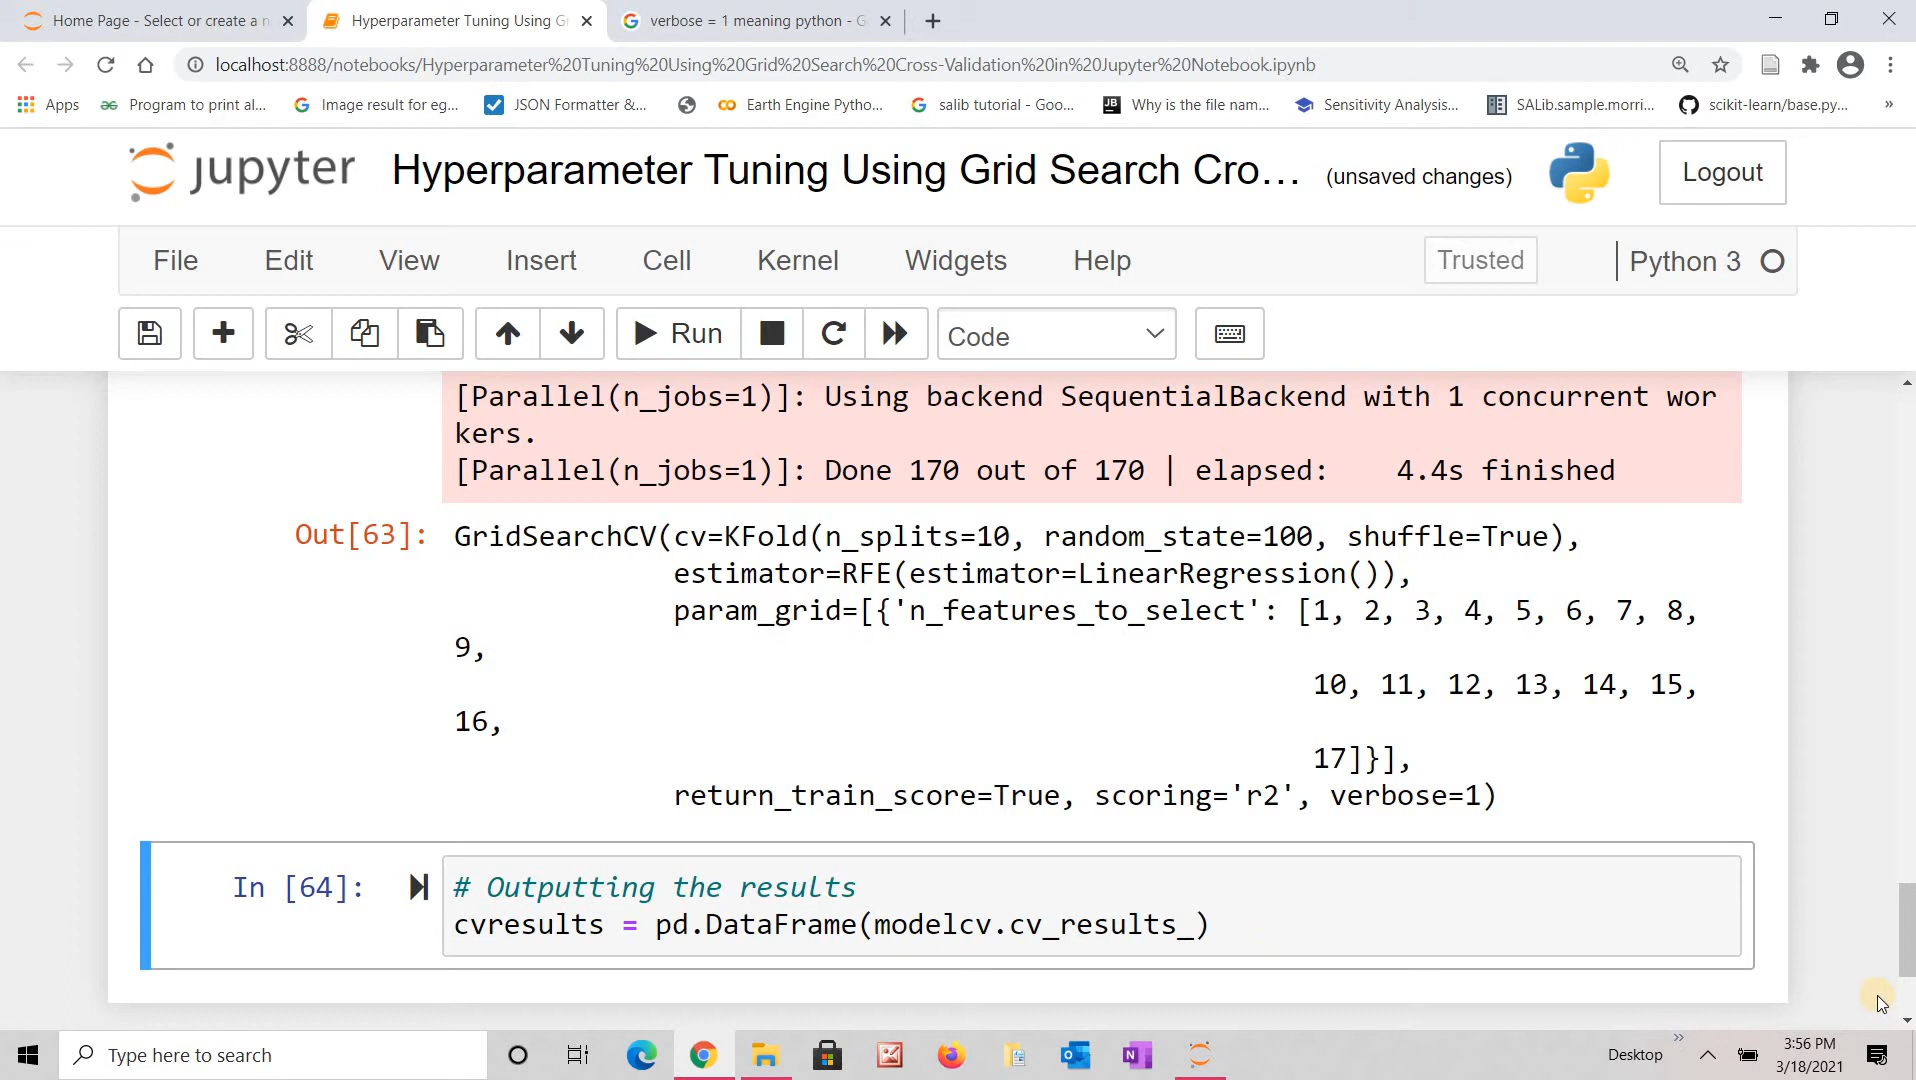 Home Page - Select or create a n
Hyperparameter Tuning Using G
verbose = 1 meaning python - G
localhost:8888/notebooks/Hyperparameter%20Tuning%20Using%20Grid%20Search%20Cross-Validation%20in%20Jupyter%20Notebook.ipynb
Apps Program to print al... Image result for eg... JSON Formatter &... Earth Engine Pytho... salib tutorial - Goo... Why is the file nam... Sensitivity Analysis... SALib.sample.morri... scikit-learn/base.py... »
jupyter Hyperparameter Tuning Using Grid Search Cro... (unsaved changes) Logout
File Edit View Insert Cell Kernel Widgets Help Trusted Python 3
Run Code
[Parallel(n_jobs=1)]: Using backend SequentialBackend with 1 concurrent wor
kers.
[Parallel(n_jobs=1)]: Done 170 out of 170 | elapsed:    4.4s finished
Out[63]: GridSearchCV(cv=KFold(n_splits=10, random_state=100, shuffle=True),
estimator=RFE(estimator=LinearRegression()),
param_grid=[{'n_features_to_select': [1, 2, 3, 4, 5, 6, 7, 8,
9,
10, 11, 12, 13, 14, 15,
16,
17]}],
return_train_score=True, scoring='r2', verbose=1)
In [64]: # Outputting the results
cvresults = pd.DataFrame(modelcv.cv_results_)
Type here to search
Desktop »
3:56 PM
3/18/2021